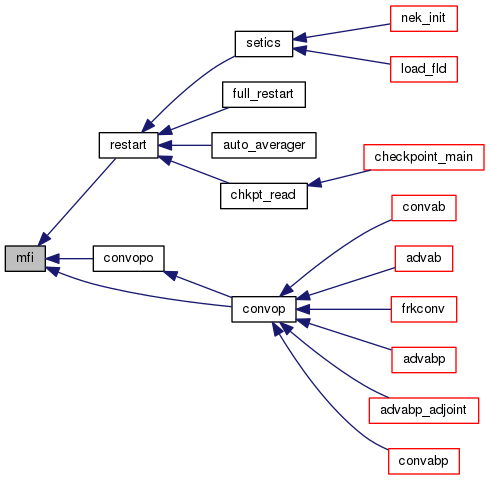 nek_init
setics
load_fld
full_restart
restart
auto_averager
checkpoint_main
chkpt_read
convab
mfi
convopo
advab
convop
frkconv
advabp
advabp_adjoint
convabp